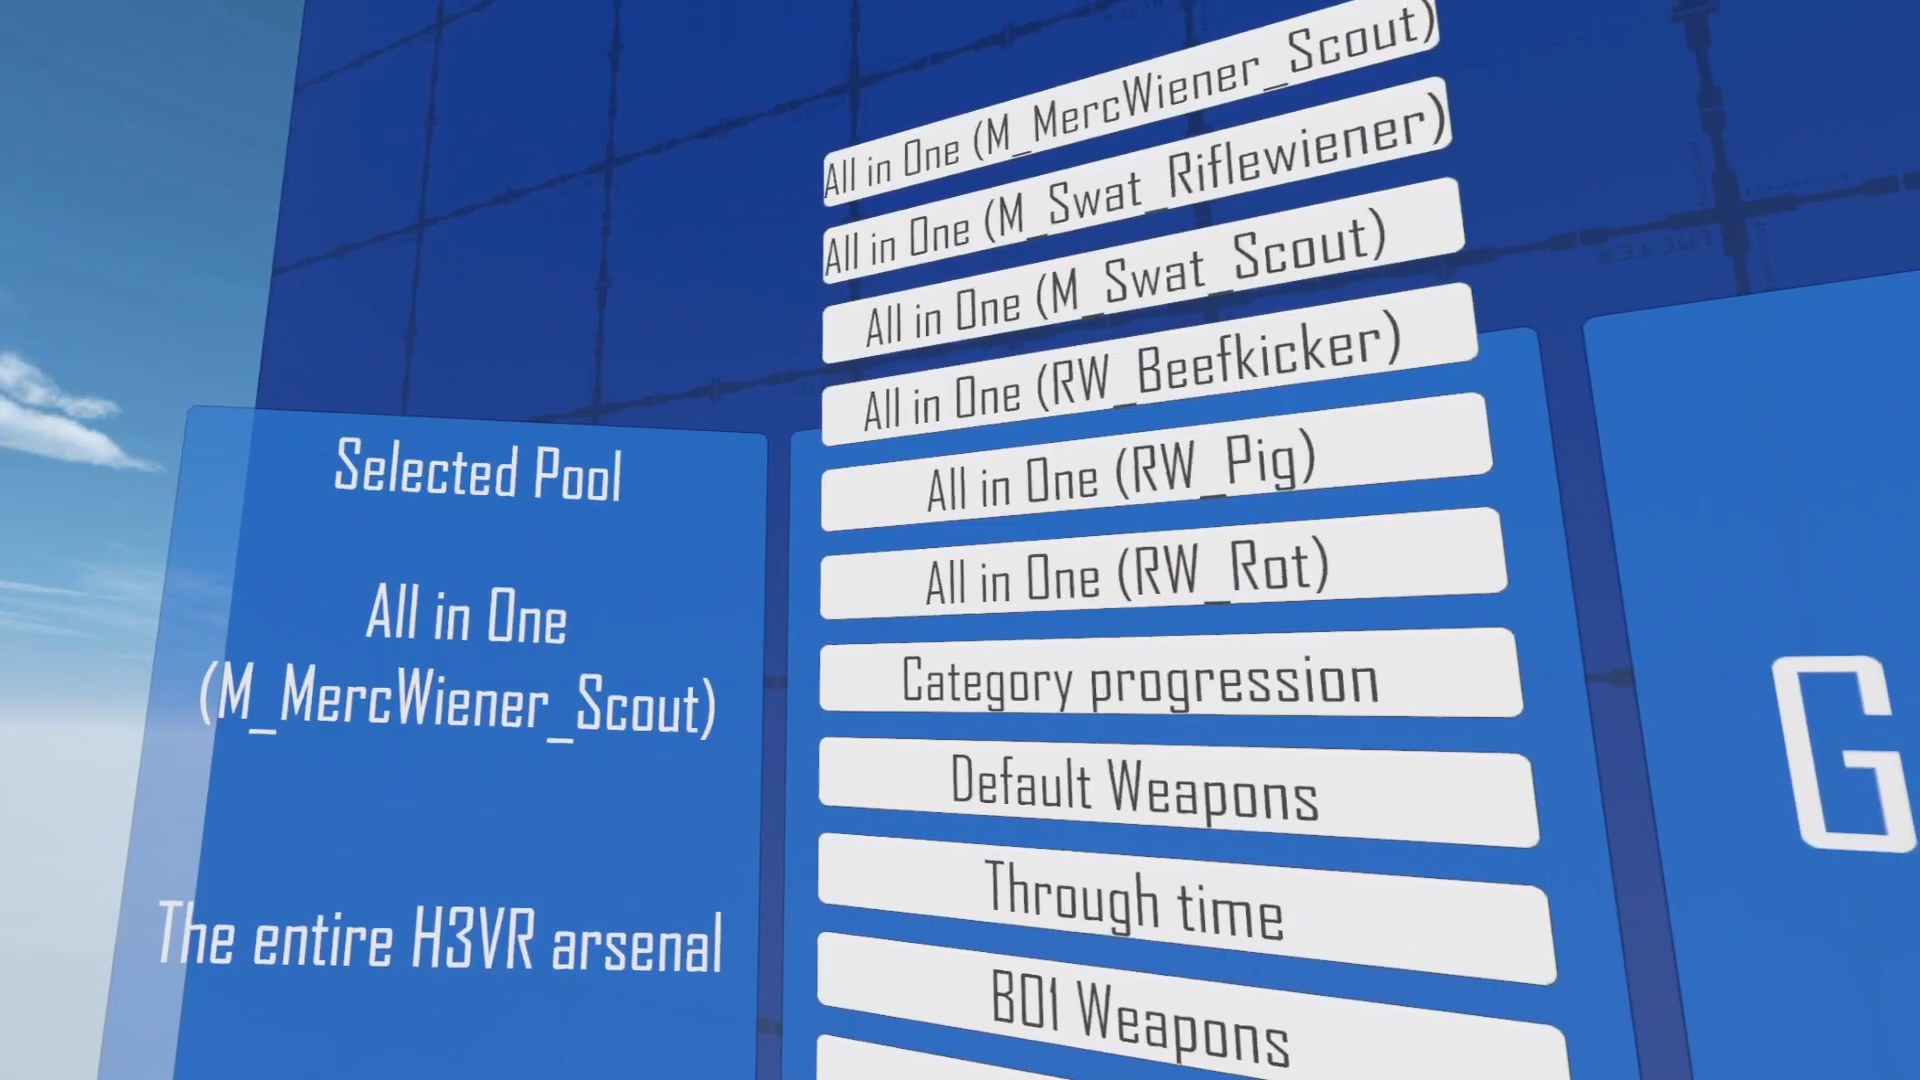 All in One (M_MercWiener_Scout)
All in One (M_Swat_Riflewiener)
All in One (M_Swat_Scout)
All in One (RW_Beefkicker)
All in One (RW_Pig)
All in One (RW_Rot)
Category progression
Default Weapons
Through time
BO1 Weapons
Selected Pool
All in One
(M_MercWiener_Scout)
The entire H3VR arsenal
G